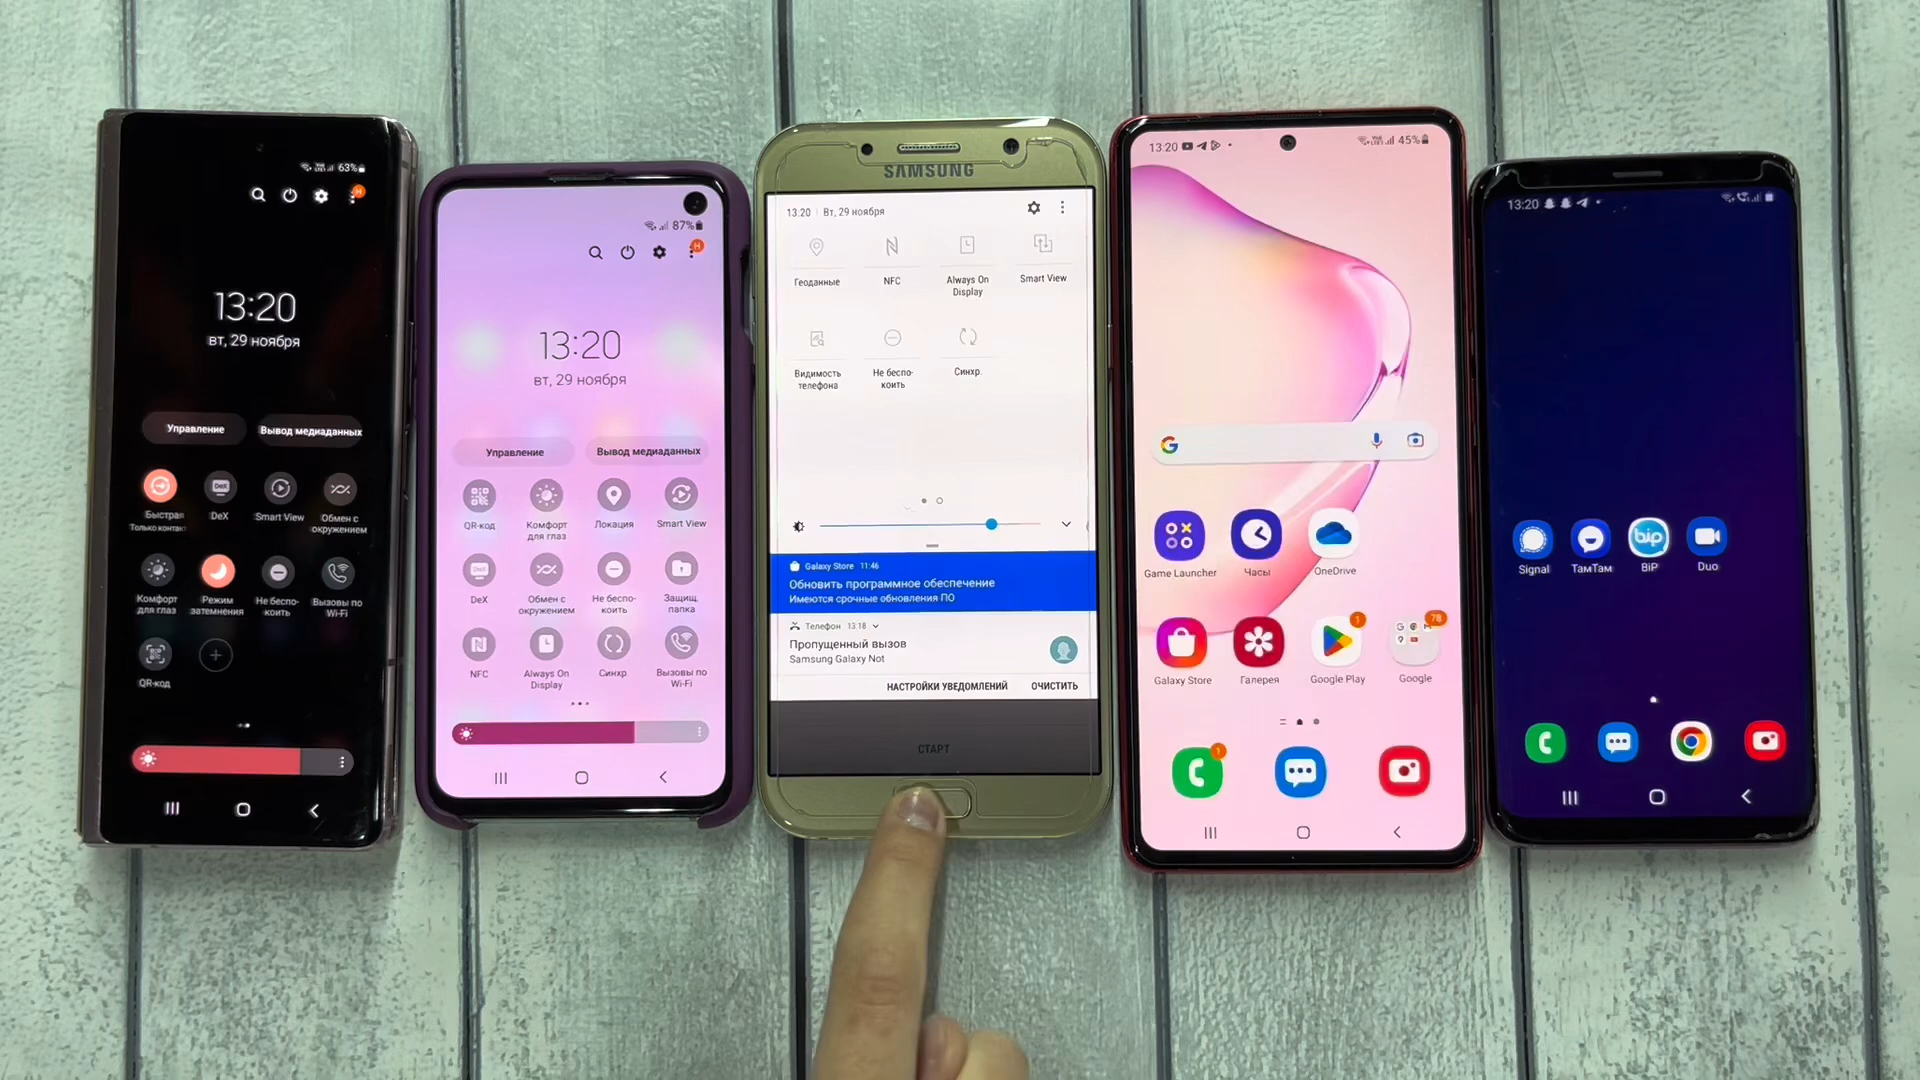 63%
13:20
вт, 29 ноября
Управление
Вывод медиаданных
Быстрая
Только контак
DeX
Smart View
Обмен с
окружением
Комфорт
для глаз
Режим
затемнения
Не беспо-
коить
Вызовы по
Wi-Fi
QR-код
87%
13:20
вт, 29 ноября
Управление
Вывод медиаданных
QR-код
Комфорт
для глаз
Локация
Smart View
DeX
Обмен с
окружением
Не беспо-
коить
Защищ.
папка
NFC
Always On
Display
Синхр
Вызовы по
Wi-Fi
SAMSUNG
13:20 Вт, 29 ноября
Геоданные
NFC
Always On
Display
Smart View
Видимость
телефона
Не беспо-
коить
Синхр.
Galaxy Store 11:46
Обновить программное обеспечение
Имеются срочные обновления ПО
Телефон 13:18
Пропущенный вызов
Samsung Galaxy Not
НАСТРОЙКИ УВЕДОМЛЕНИЙ ОЧИСТИТЬ
СТАРТ
13:20
45%
Game Launcher
Часы
OneDrive
1
78
Galaxy Store
Галерея
Google Play
Google
1
13:20
bip
Signal
ТамТам
BiP
Duo